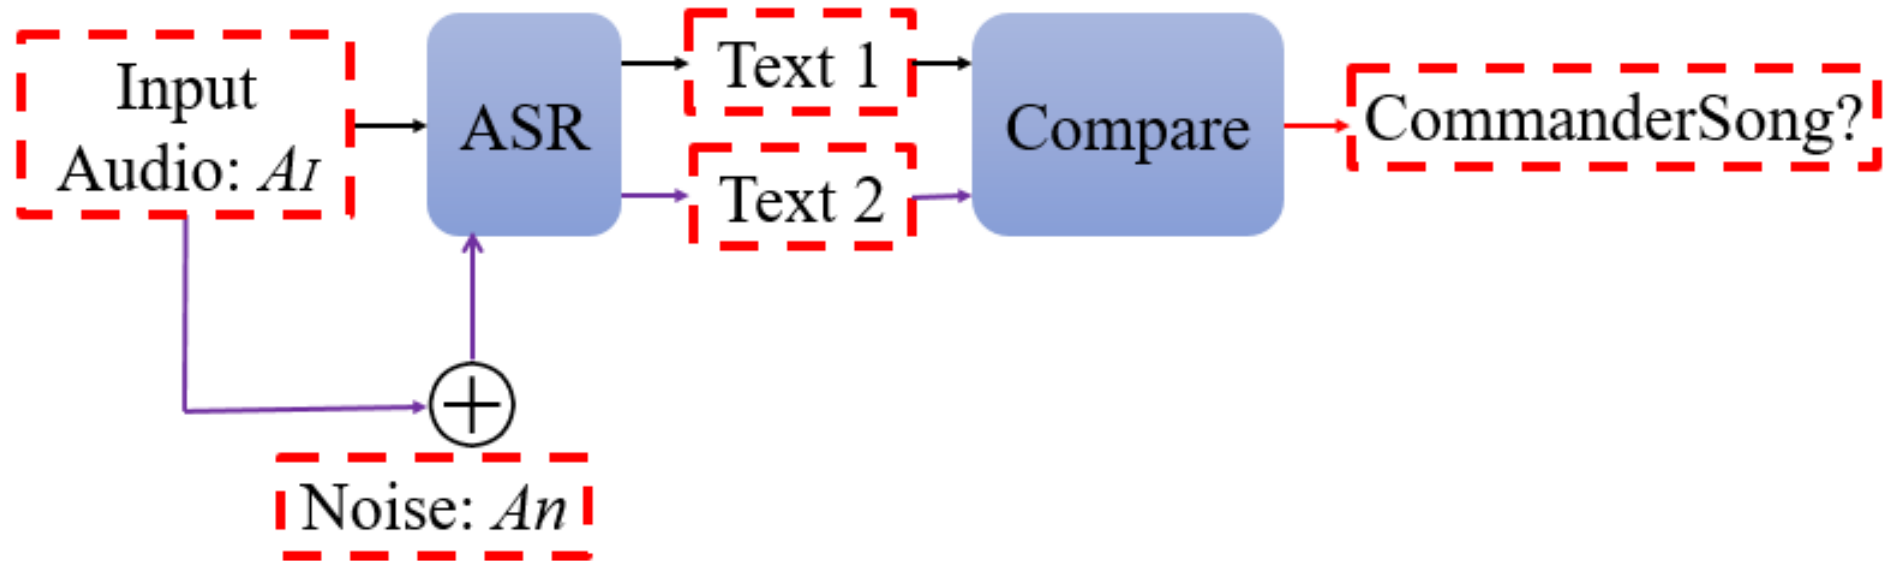 Input
Audio: AI
ASR
Text 1
Text 2
Compare
CommanderSong?
Noise: An